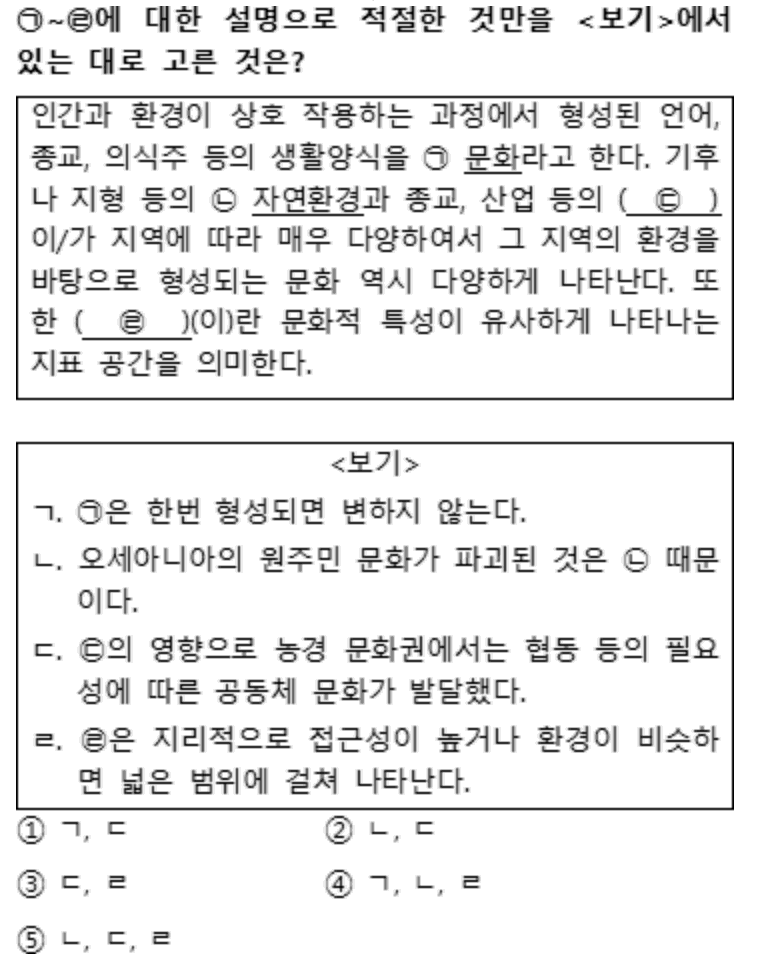 ㉠~㉣에 대한 설명으로 적절한 것만을 <보기>에서
있는 대로 고른 것은?
인간과 환경이 상호 작용하는 과정에서 형성된 언어,
종교, 의식주 등의 생활양식을 ㉠ 문화라고 한다. 기후
나 지형 등의 ㉡ 자연환경과 종교, 산업 등의 ( ㉢ )
이/가 지역에 따라 매우 다양하여서 그 지역의 환경을
바탕으로 형성되는 문화 역시 다양하게 나타난다. 또
한 ( ㉣ )(이)란 문화적 특성이 유사하게 나타나는
지표 공간을 의미한다.
<보기>
ㄱ. ㉠은 한번 형성되면 변하지 않는다.
ㄴ. 오세아니아의 원주민 문화가 파괴된 것은 ㉡ 때문
이다.
ㄷ. ㉢의 영향으로 농경 문화권에서는 협동 등의 필요
성에 따른 공동체 문화가 발달했다.
ㄹ. ㉣은 지리적으로 접근성이 높거나 환경이 비슷하
면 넓은 범위에 걸쳐 나타난다.
① ㄱ, ㄷ ② ㄴ, ㄷ
③ ㄷ, ㄹ ④ ㄱ, ㄴ, ㄹ
⑤ ㄴ, ㄷ, ㄹ